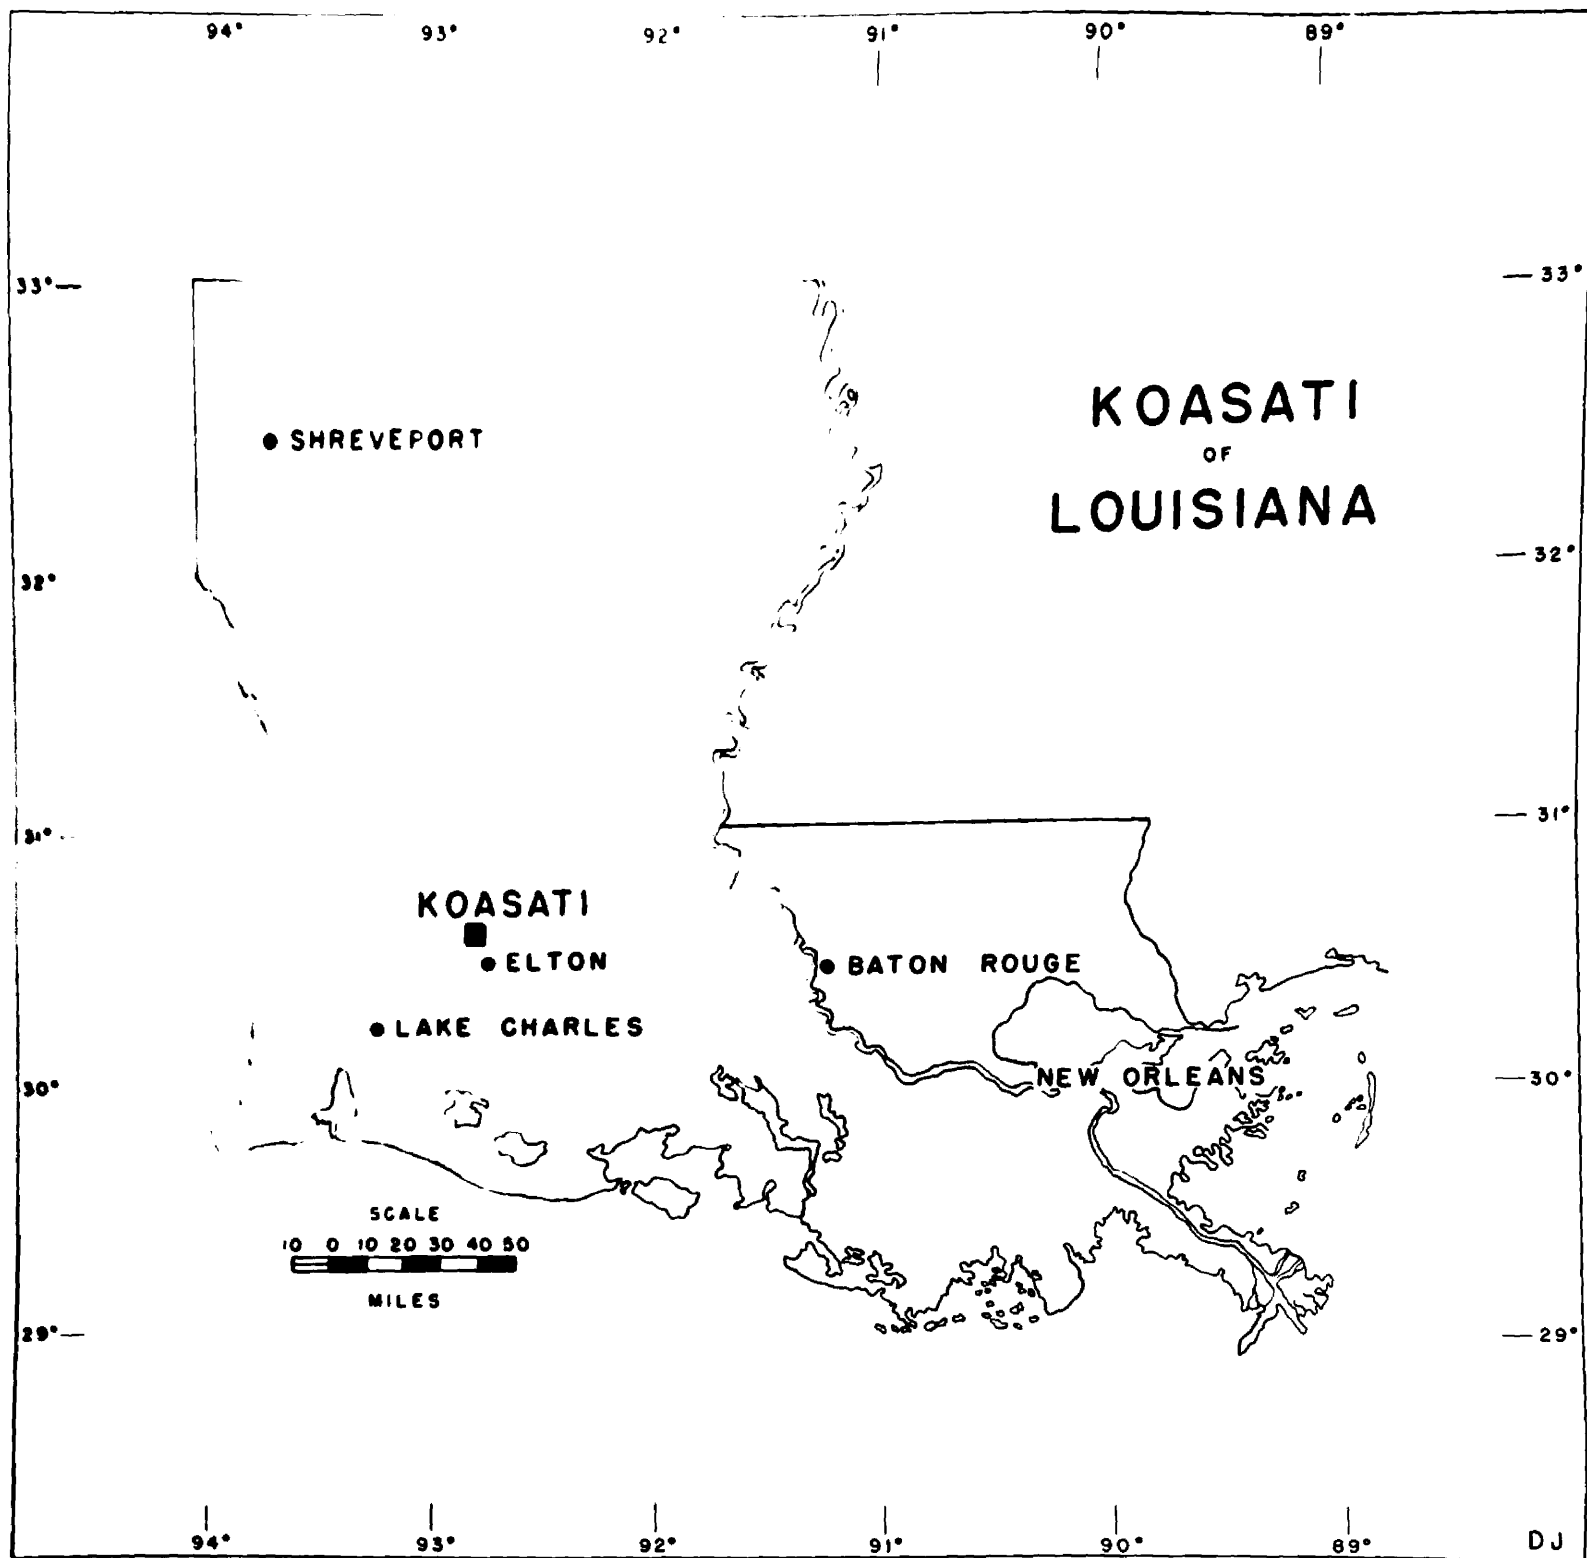 94° 93° 92° 91° 90° 89°
33° 33°
KOASATI
OF
LOUISIANA
SHREVEPORT
32° 32°
31° 31°
KOASATI
ELTON
BATON ROUGE
LAKE CHARLES
30° NEW ORLEANS 30°
SCALE
10 0 10 20 30 40 50
MILES
29° 29°
94° 93° 92° 91° 90° 89°
DJ